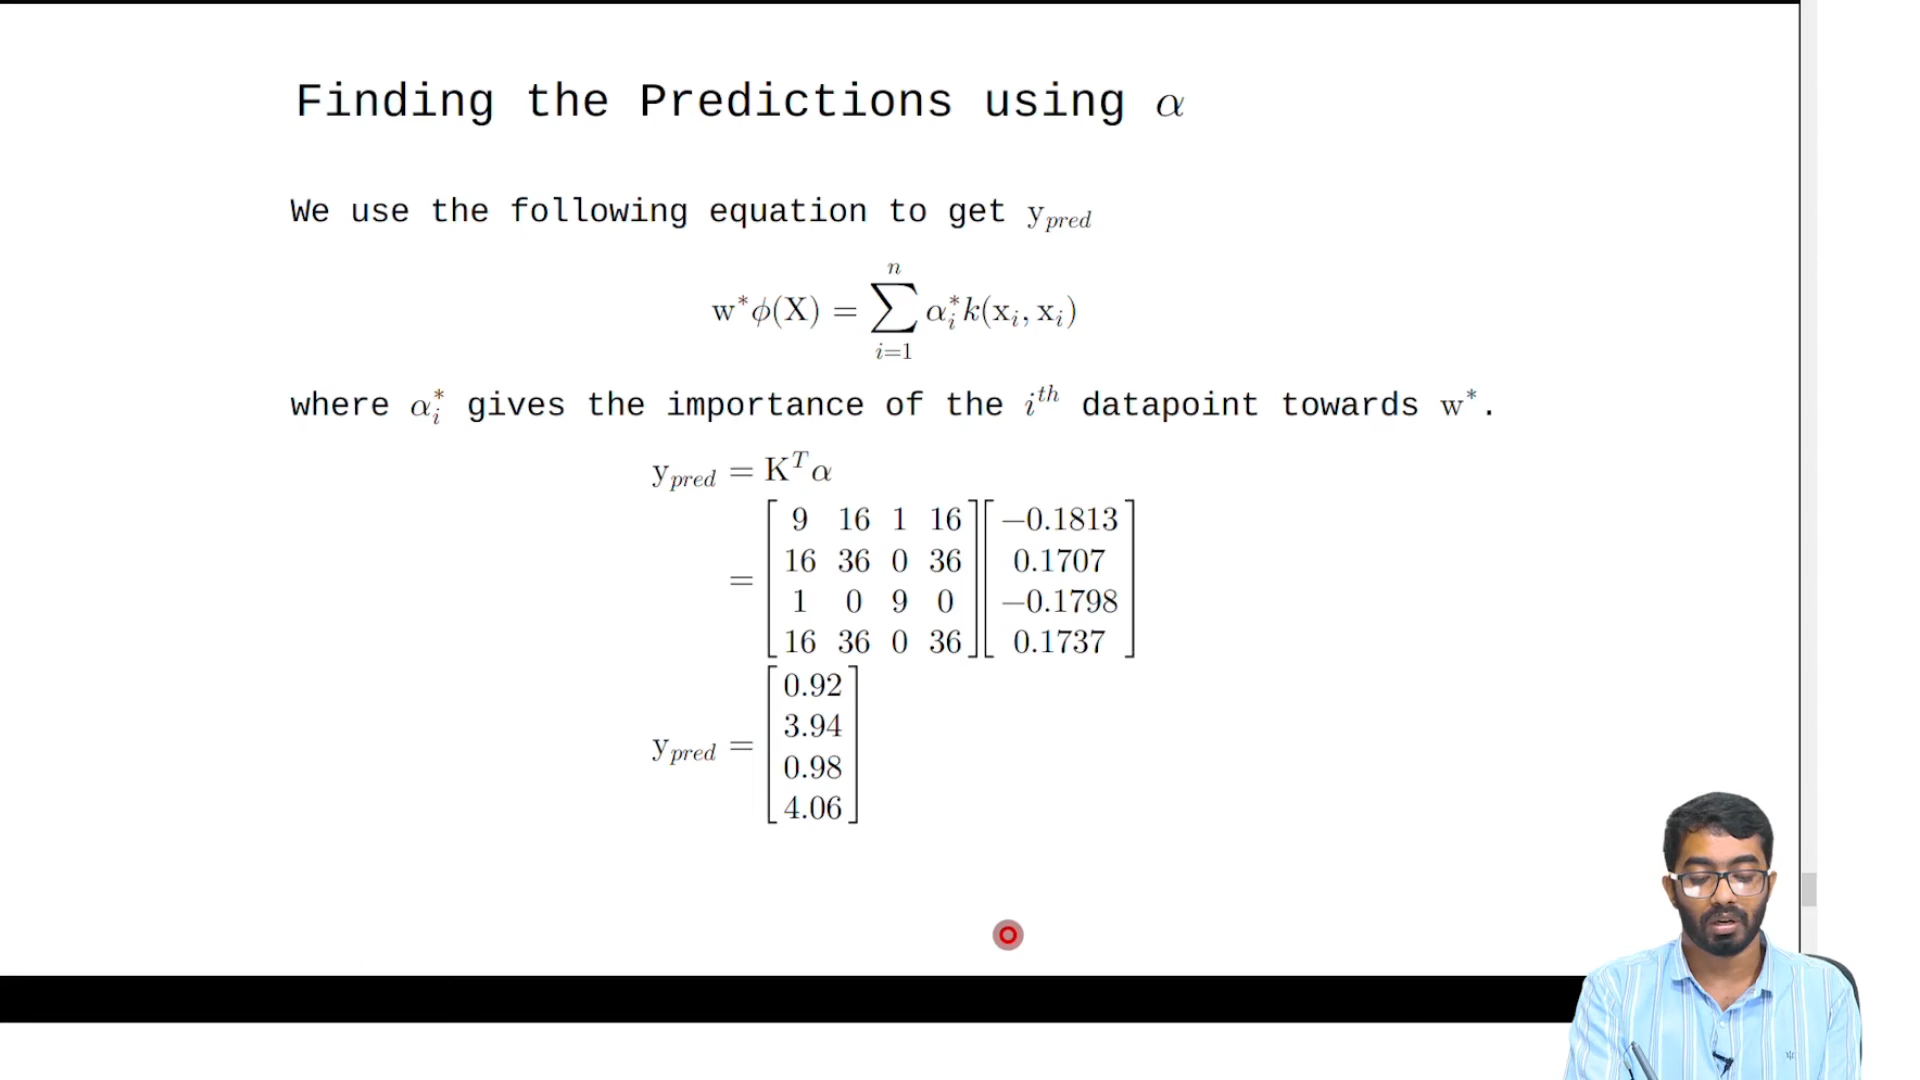 Finding the Predictions using α
We use the following equation to get y_pred
w*ϕ(X) = ∑_{i=1}^{n} α_i^* k(x_i, x_i)
where α_i^* gives the importance of the i^th datapoint towards w*.
y_pred = K^T α
= [ 9 16 1 16 ] [ −0.1813 ]
[ 16 36 0 36 ] [ 0.1707 ]
[ 1 0 9 0 ] [ −0.1798 ]
[ 16 36 0 36 ] [ 0.1737 ]
y_pred = [ 0.92 ]
[ 3.94 ]
[ 0.98 ]
[ 4.06 ]